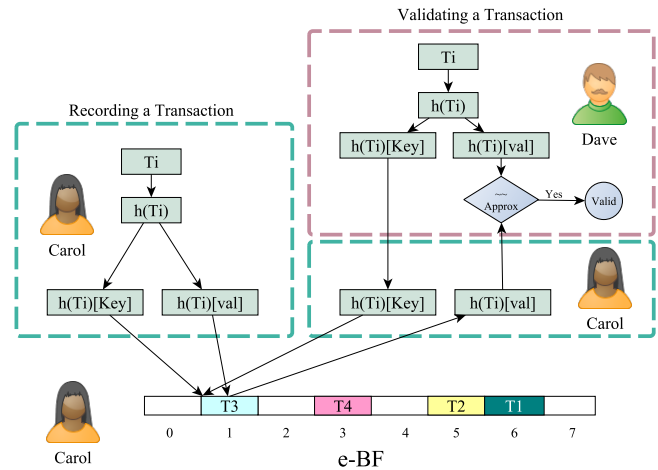 Validating a Transaction
Ti
h(Ti)
h(Ti)[Key]
h(Ti)[val]
Dave
~~
Approx
Yes
Valid
Recording a Transaction
Ti
h(Ti)
Carol
h(Ti)[Key]
h(Ti)[val]
h(Ti)[Key]
h(Ti)[val]
Carol
T3
T4
T2
T1
0 1 2 3 4 5 6 7
Carol
e-BF